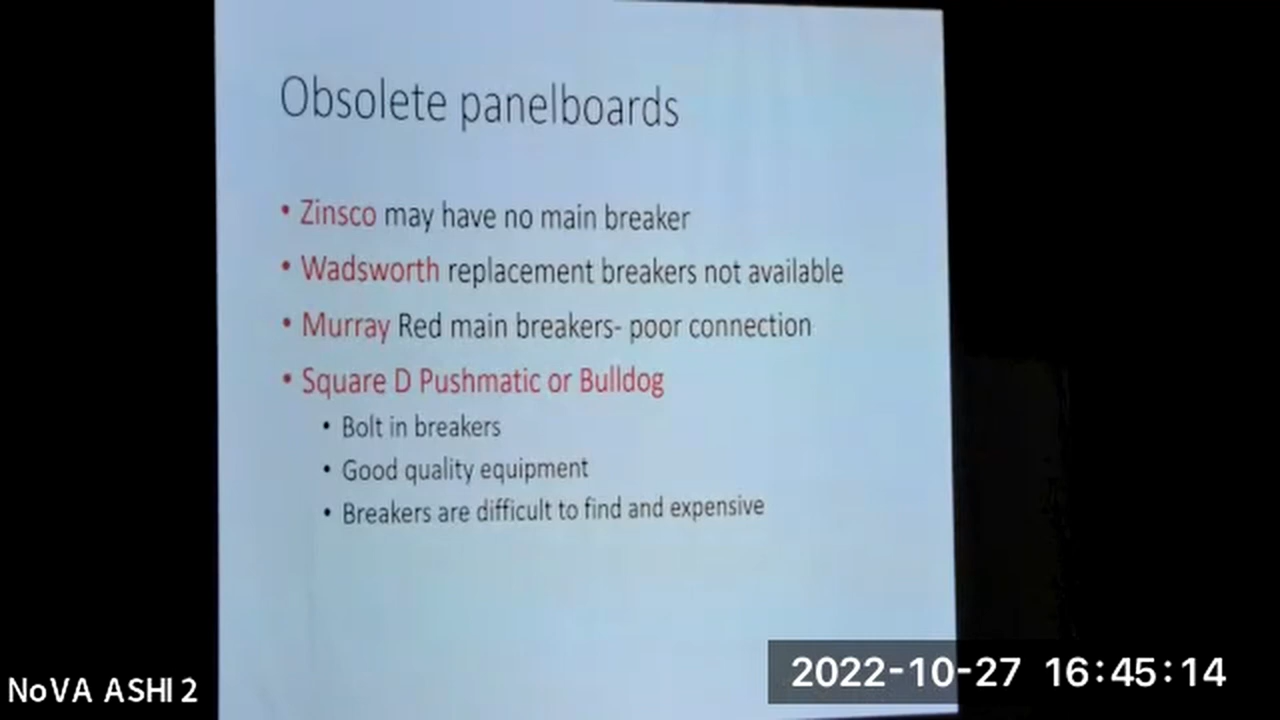 Obsolete panelboards
• Zinsco may have no main breaker
• Wadsworth replacement breakers not available
• Murray Red main breakers- poor connection
• Square D Pushmatic or Bulldog
• Bolt in breakers
• Good quality equipment
• Breakers are difficult to find and expensive
NoVA ASHI 2
2022-10-27 16:45:14